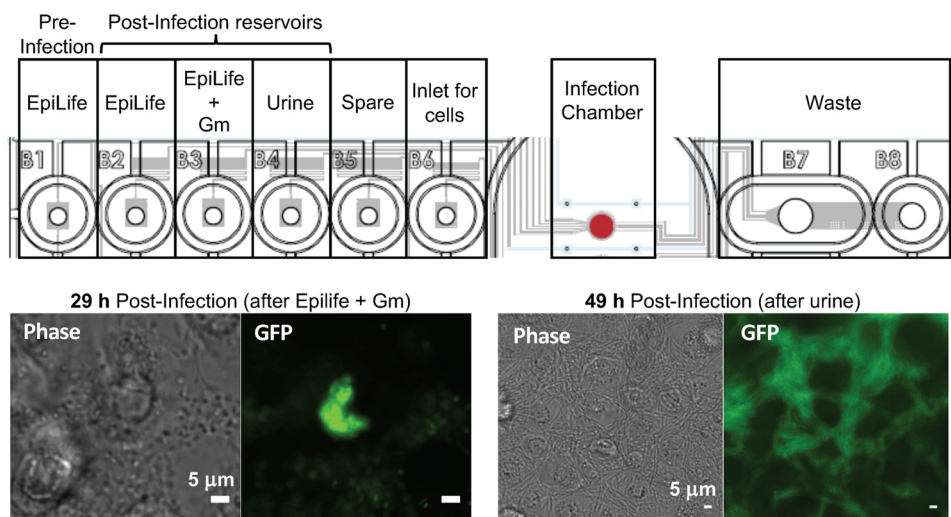 Pre-
Infection
Post-Infection reservoirs
EpiLife
EpiLife
EpiLife
+
Gm
Urine
Spare
Inlet for
cells
Infection
Chamber
Waste
B1
B2
B3
B4
B5
B6
B7
B8
29 h Post-Infection (after Epilife + Gm)
49 h Post-Infection (after urine)
Phase
GFP
Phase
GFP
5 μm
5 μm